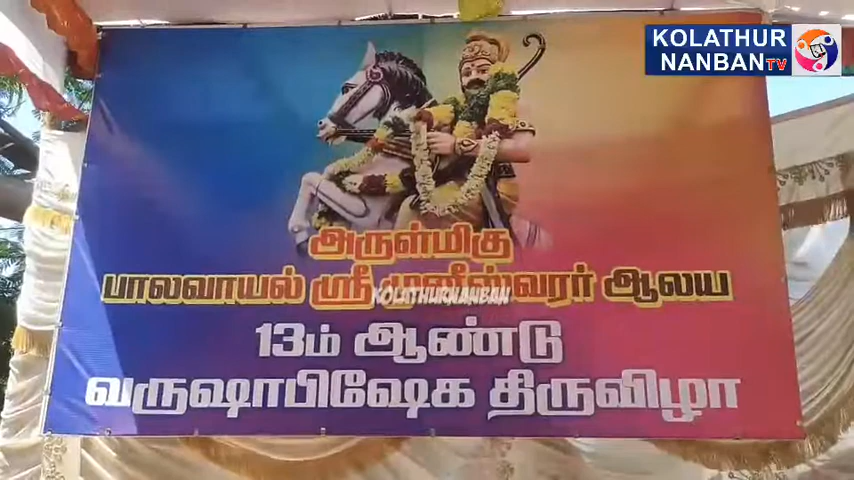 KOLATHUR
NANBAN TV
அருள்மிகு
பாலவாயல் ஸ்ரீ முனீஸ்வரர் ஆலய
KOLATHURNANBAN
13ம் ஆண்டு
வருஷாபிஷேக திருவிழா